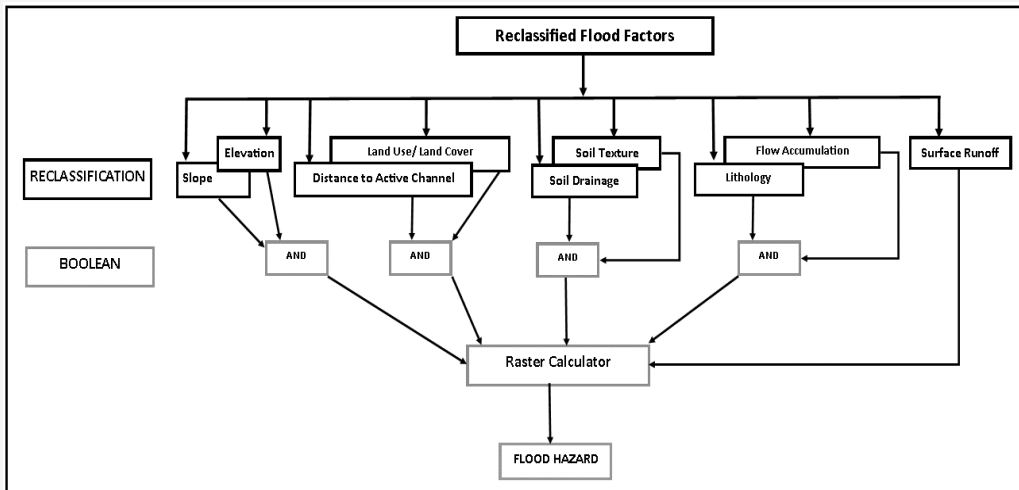 Reclassified Flood Factors
Elevation
Land Use/ Land Cover
Soil Texture
Flow Accumulation
Surface Runoff
RECLASSIFICATION
Slope
Distance to Active Channel
Soil Drainage
Lithology
BOOLEAN
AND
AND
AND
AND
Raster Calculator
FLOOD HAZARD